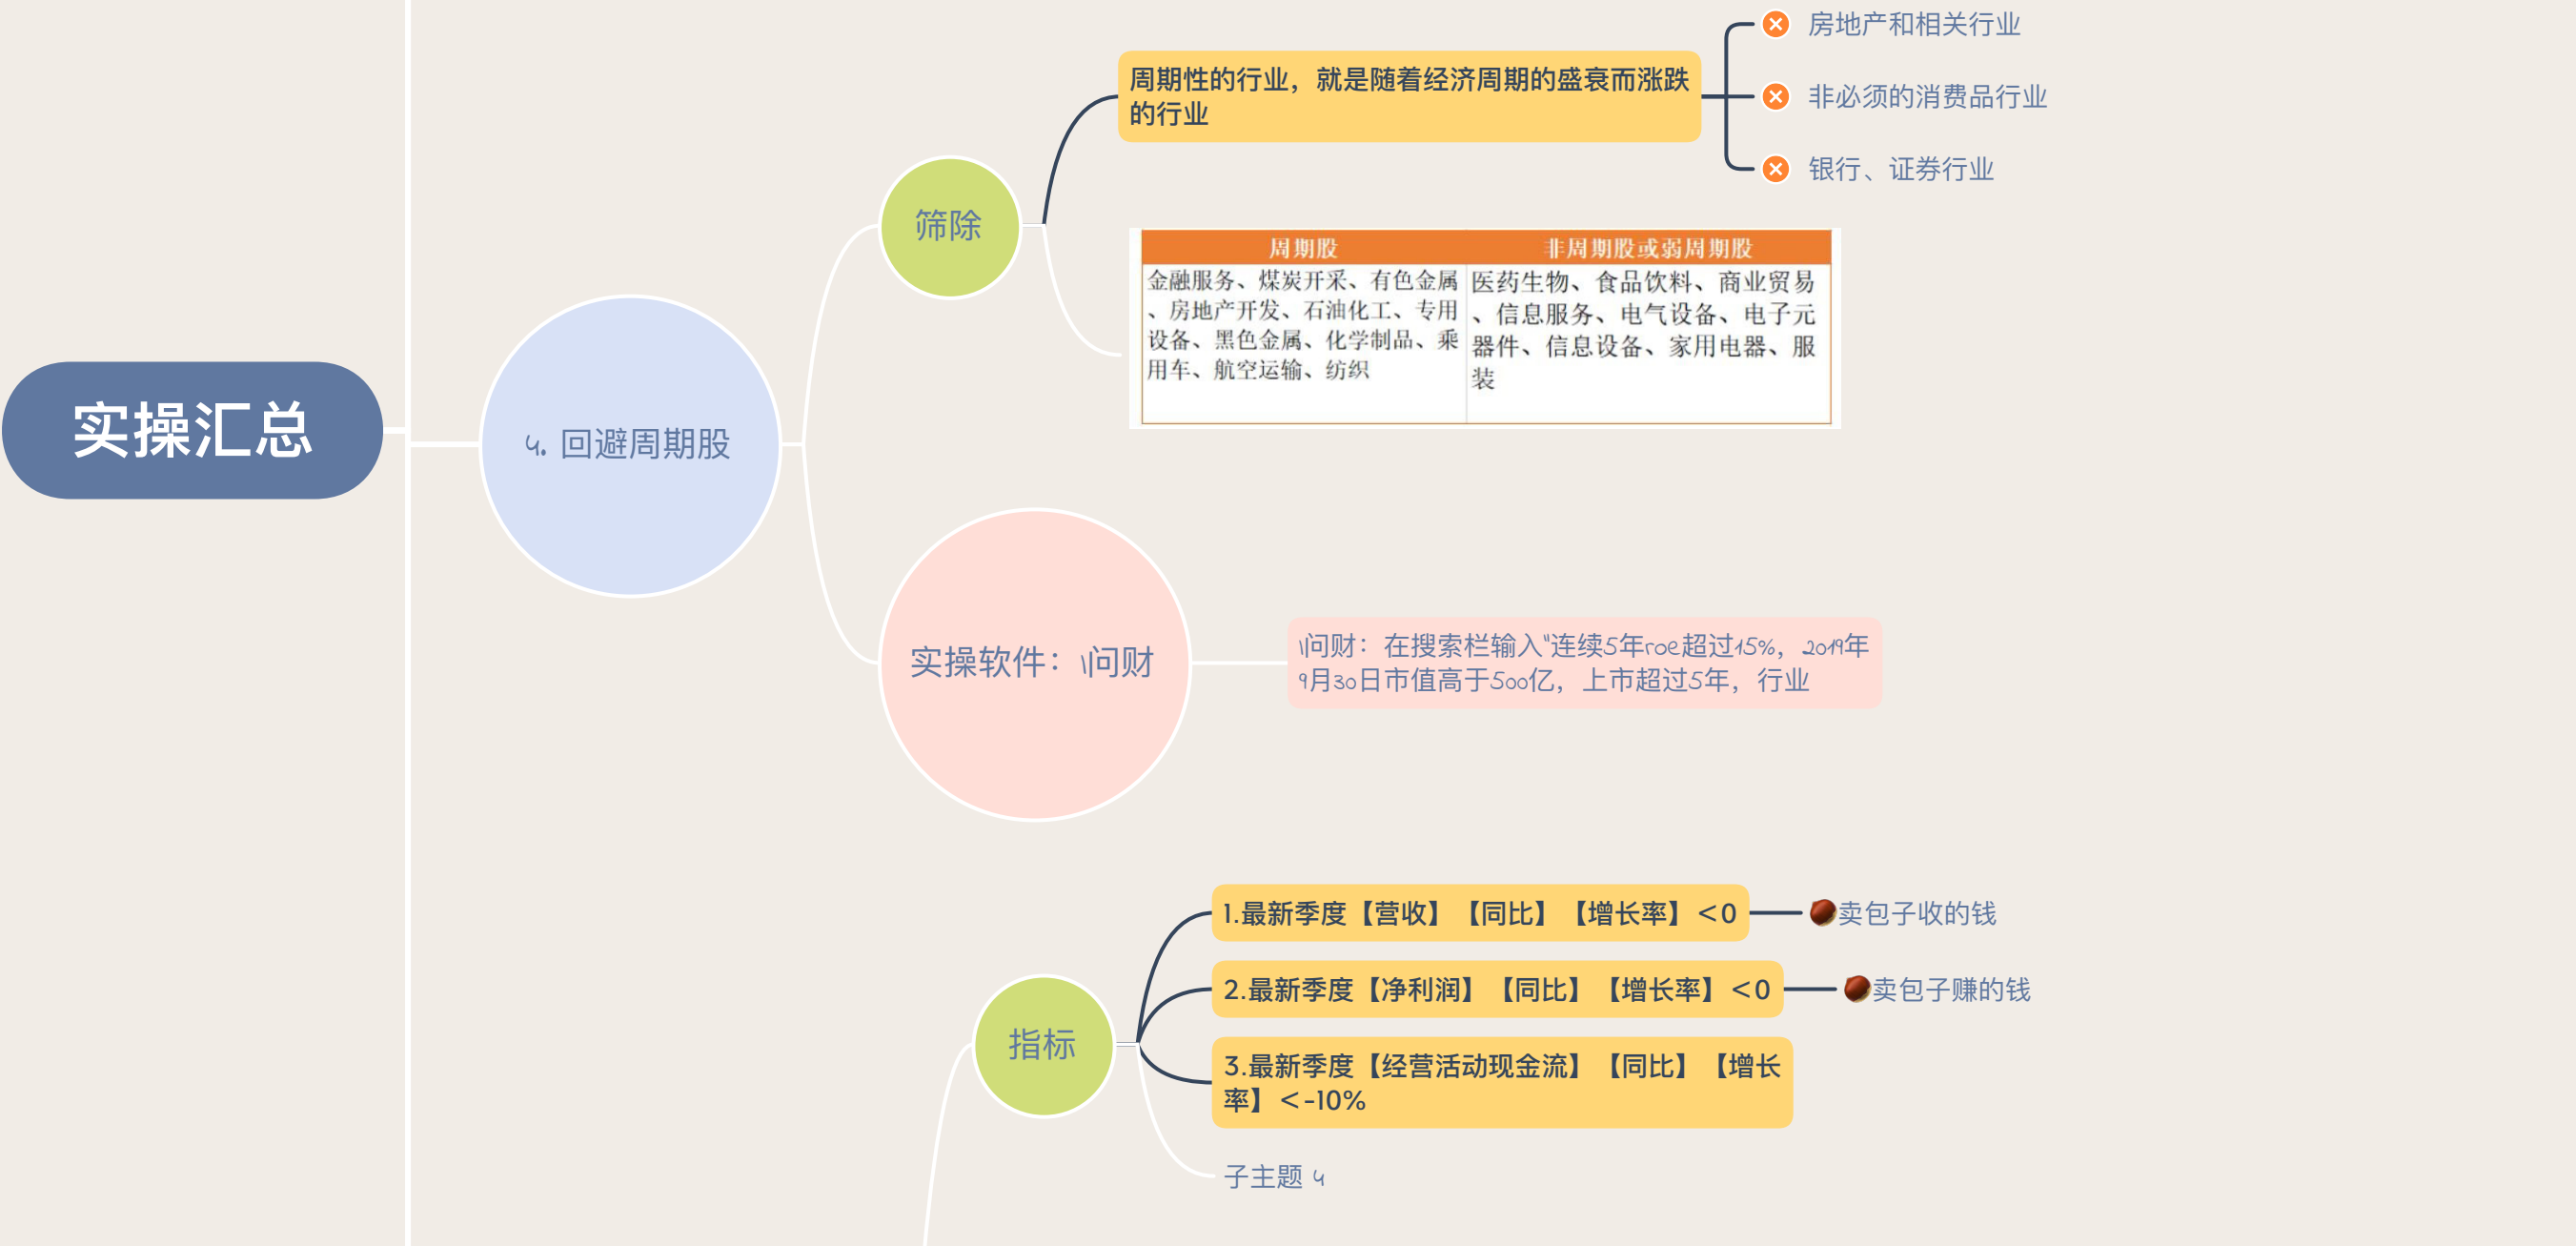 实操汇总
4. 回避周期股
筛除
周期性的行业，就是随着经济周期的盛衰而涨跌
的行业
房地产和相关行业
非必须的消费品行业
银行、证券行业
周期股
金融服务、煤炭开采、有色金属
、房地产开发、石油化工、专用
设备、黑色金属、化学制品、乘
用车、航空运输、纺织
非周期股或弱周期股
医药生物、食品饮料、商业贸易
、信息服务、电气设备、电子元
器件、信息设备、家用电器、服
装
实操软件：i问财
i问财：在搜索栏输入“连续5年roe超过15%，2019年
9月30日市值高于500亿，上市超过5年，行业
指标
1.最新季度【营收】【同比】【增长率】<0
卖包子收的钱
2.最新季度【净利润】【同比】【增长率】<0
卖包子赚的钱
3.最新季度【经营活动现金流】【同比】【增长
率】<-10%
子主题 4